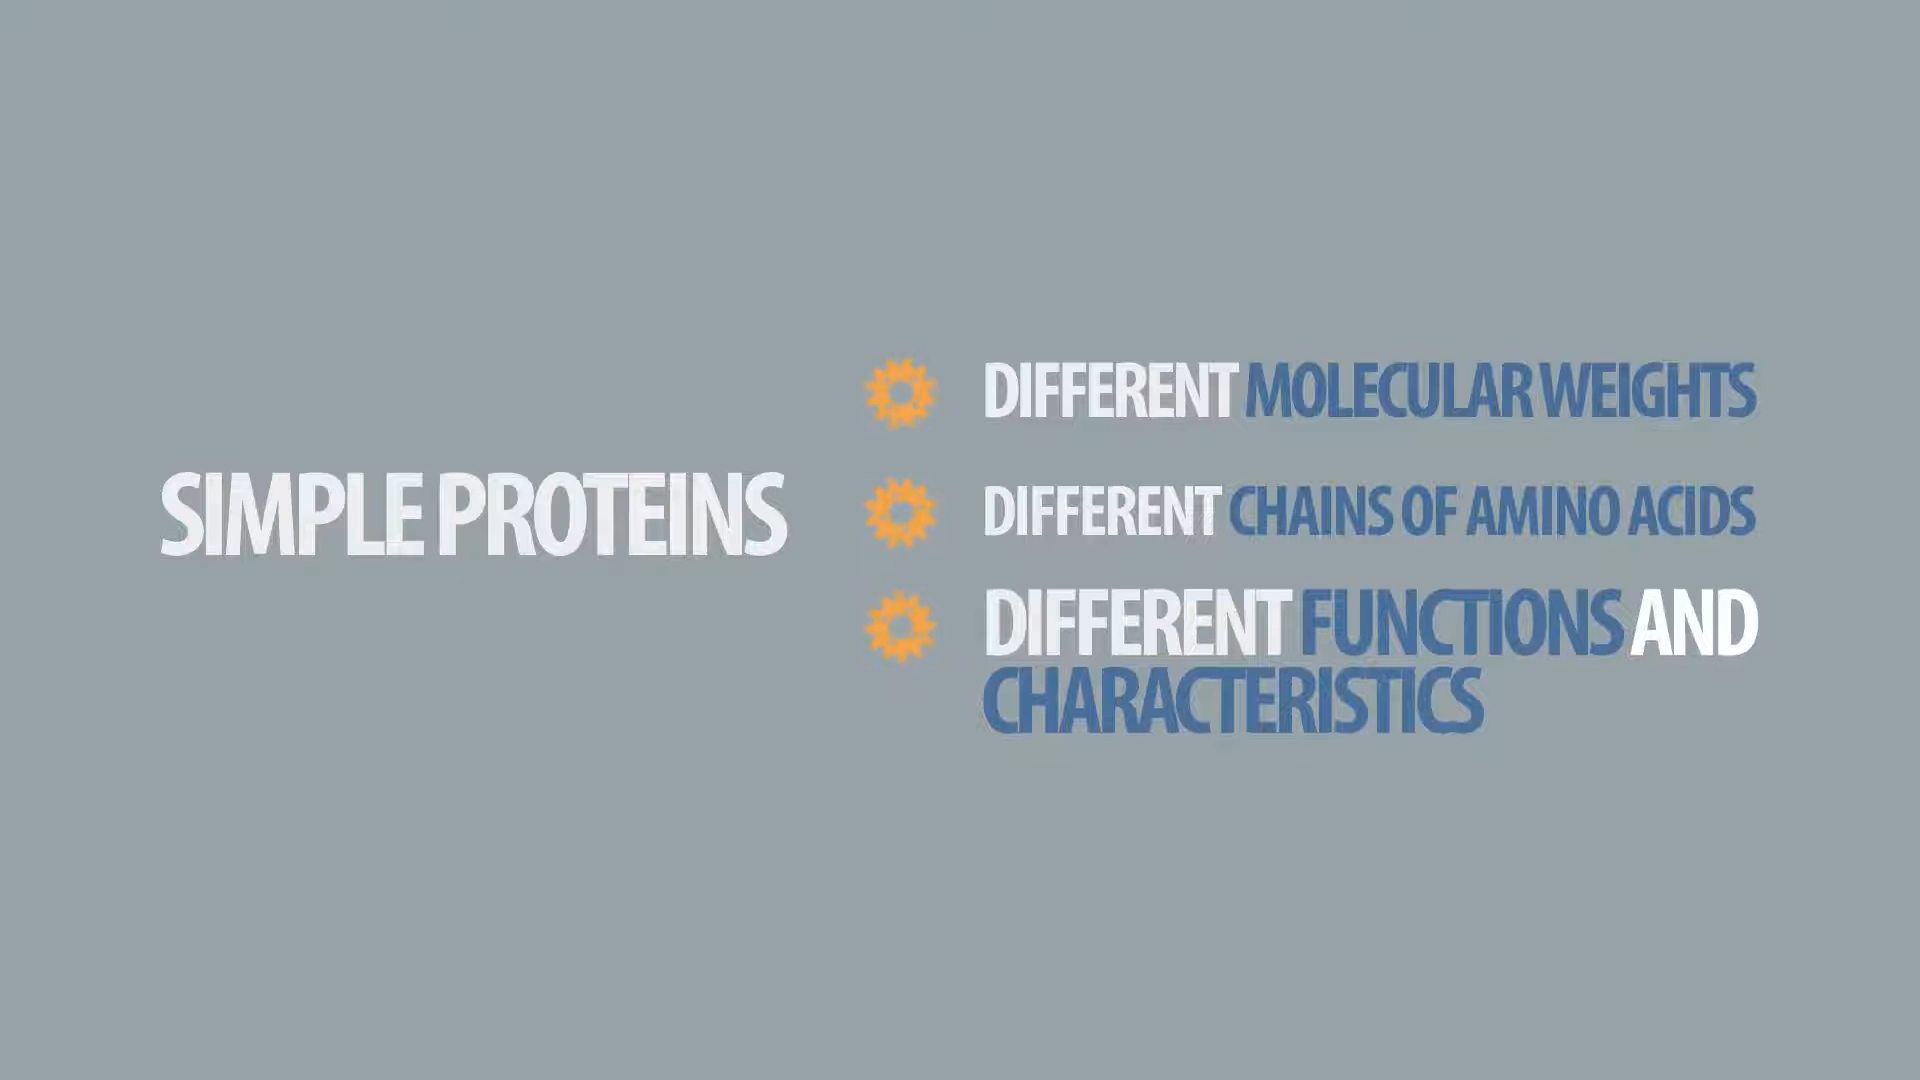 SIMPLE PROTEINS
DIFFERENT MOLECULAR WEIGHTS
DIFFERENT CHAINS OF AMINO ACIDS
DIFFERENT FUNCTIONS AND
CHARACTERISTICS